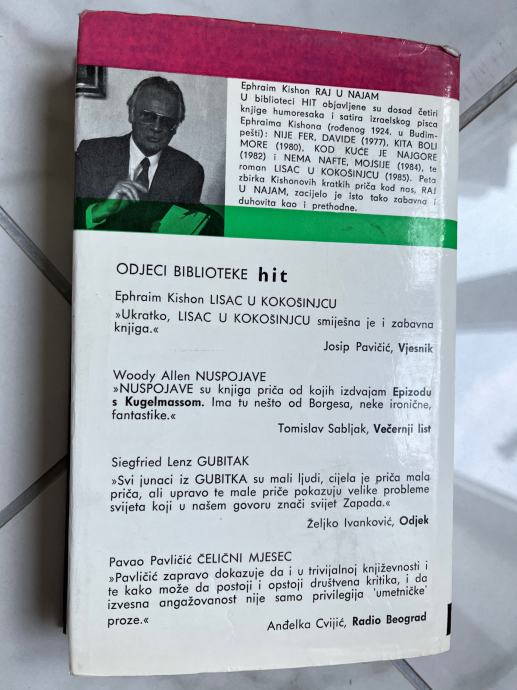 Ephraim Kishon RAJ U NAJAM
U biblioteci HIT objavljene su dosad četiri
knjige humoresaka i satira izraelskog pisca
Ephraima Kishona (rođenog 1924. u Budim-
pešti): NIJE FER, DAVIDE (1977), KITA BOLI
MORE (1980), KOD KUĆE JE NAJGORE
(1982) i NEMA NAFTE, MOJSIJE (1984), te
roman LISAC U KOKOŠINJCU (1985). Peta
zbirka Kishonovih kratkih priča kod nas, RAJ
U NAJAM, zacijelo je isto tako zabavna i
duhovita kao i prethodne.
ODJECI BIBLIOTEKE hit
Ephraim Kishon LISAC U KOKOŠINJCU
»Ukratko, LISAC U KOKOŠINJCU smiješna je i zabavna
knjiga.«
Josip Pavičić, Vjesnik
Woody Allen NUSPOJAVE
»NUSPOJAVE su knjiga priča od kojih izdvajam Epizodu
s Kugelmassom. Ima tu nešto od Borgesa, neke ironične,
fantastike.«
Tomislav Sabljak, Večernji list
Siegfried Lenz GUBITAK
»Svi junaci iz GUBITKA su mali ljudi, cijela je priča mala
priča, ali upravo te male priče pokazuju velike probleme
svijeta koji u našem govoru znači svijet Zapada.«
Željko Ivanković, Odjek
Pavao Pavličić ČELIČNI MJESEC
»Pavličić zapravo dokazuje da i u trivijalnoj književnosti i
te kako može da postoji i opstoji društvena kritika, i da
izvesna angažovanost nije samo privilegija 'umetničke'
proze.«
Anđelka Cvijić, Radio Beograd